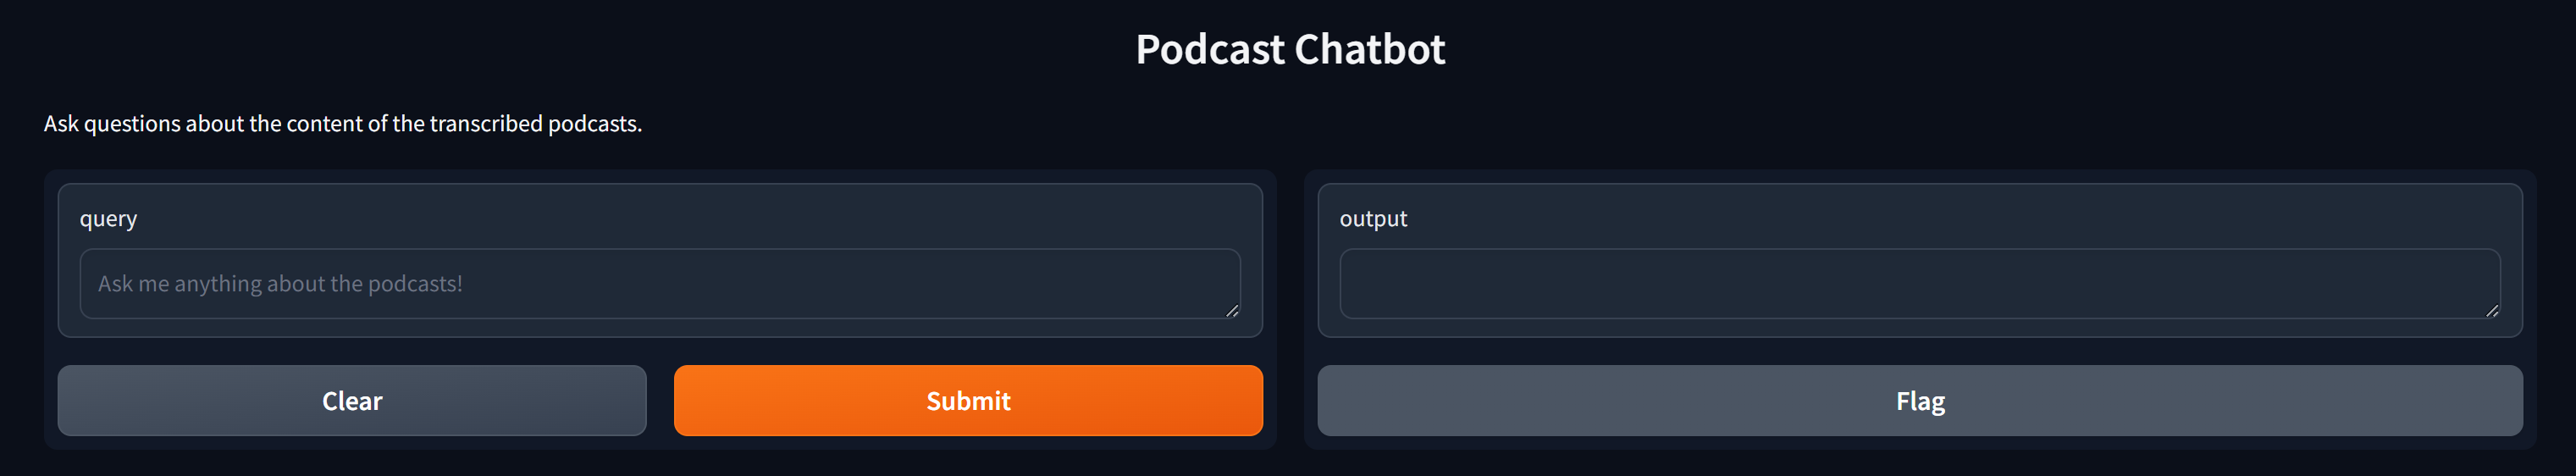 Podcast Chatbot
Ask questions about the content of the transcribed podcasts.
query
Ask me anything about the podcasts!
Clear
Submit
output
Flag